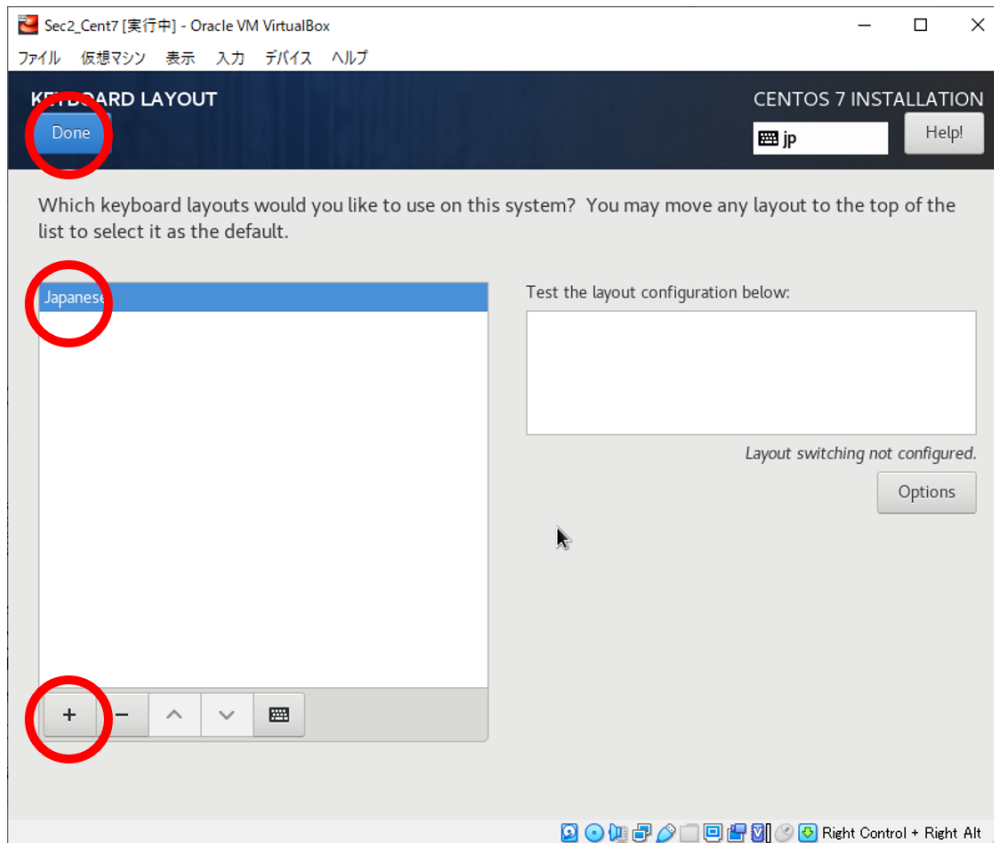 Sec2_Cent7 [実行中] - Oracle VM VirtualBox
ファイル 仮想マシン 表示 入力 デバイス ヘルプ
KEYBOARD LAYOUT
CENTOS 7 INSTALLATION
Done
jp
Help!
Which keyboard layouts would you like to use on this system? You may move any layout to the top of the
list to select it as the default.
Japanese
Test the layout configuration below:
Layout switching not configured.
Options
Right Control + Right Alt